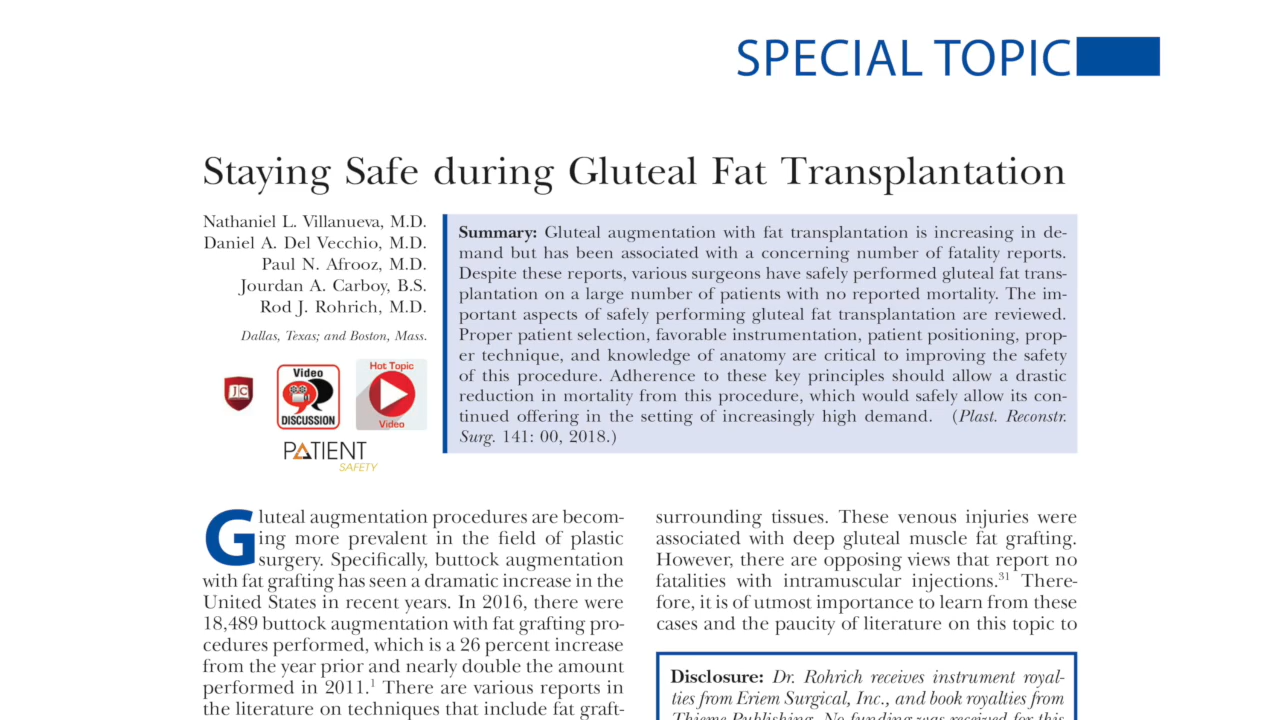 SPECIAL TOPIC
Staying Safe during Gluteal Fat Transplantation
Nathaniel L. Villanueva, M.D.
Daniel A. Del Vecchio, M.D.
Paul N. Afrooz, M.D.
Jourdan A. Carboy, B.S.
Rod J. Rohrich, M.D.
Dallas, Texas; and Boston, Mass.
JC
Video
DISCUSSION
Hot Topic
Video
PATIENT
SAFETY
Summary: Gluteal augmentation with fat transplantation is increasing in de-
mand but has been associated with a concerning number of fatality reports.
Despite these reports, various surgeons have safely performed gluteal fat trans-
plantation on a large number of patients with no reported mortality. The im-
portant aspects of safely performing gluteal fat transplantation are reviewed.
Proper patient selection, favorable instrumentation, patient positioning, prop-
er technique, and knowledge of anatomy are critical to improving the safety
of this procedure. Adherence to these key principles should allow a drastic
reduction in mortality from this procedure, which would safely allow its con-
tinued offering in the setting of increasingly high demand. (Plast. Reconstr.
Surg. 141: 00, 2018.)
Gluteal augmentation procedures are becom-
ing more prevalent in the field of plastic
surgery. Specifically, buttock augmentation
with fat grafting has seen a dramatic increase in the
United States in recent years. In 2016, there were
18,489 buttock augmentation with fat grafting pro-
cedures performed, which is a 26 percent increase
from the year prior and nearly double the amount
performed in 2011.1 There are various reports in
the literature on techniques that include fat graft-
surrounding tissues. These venous injuries were
associated with deep gluteal muscle fat grafting.
However, there are opposing views that report no
fatalities with intramuscular injections.31 There-
fore, it is of utmost importance to learn from these
cases and the paucity of literature on this topic to
Disclosure: Dr. Rohrich receives instrument royal-
ties from Eriem Surgical, Inc., and book royalties from
Thieme Publishing. No funding was received for this